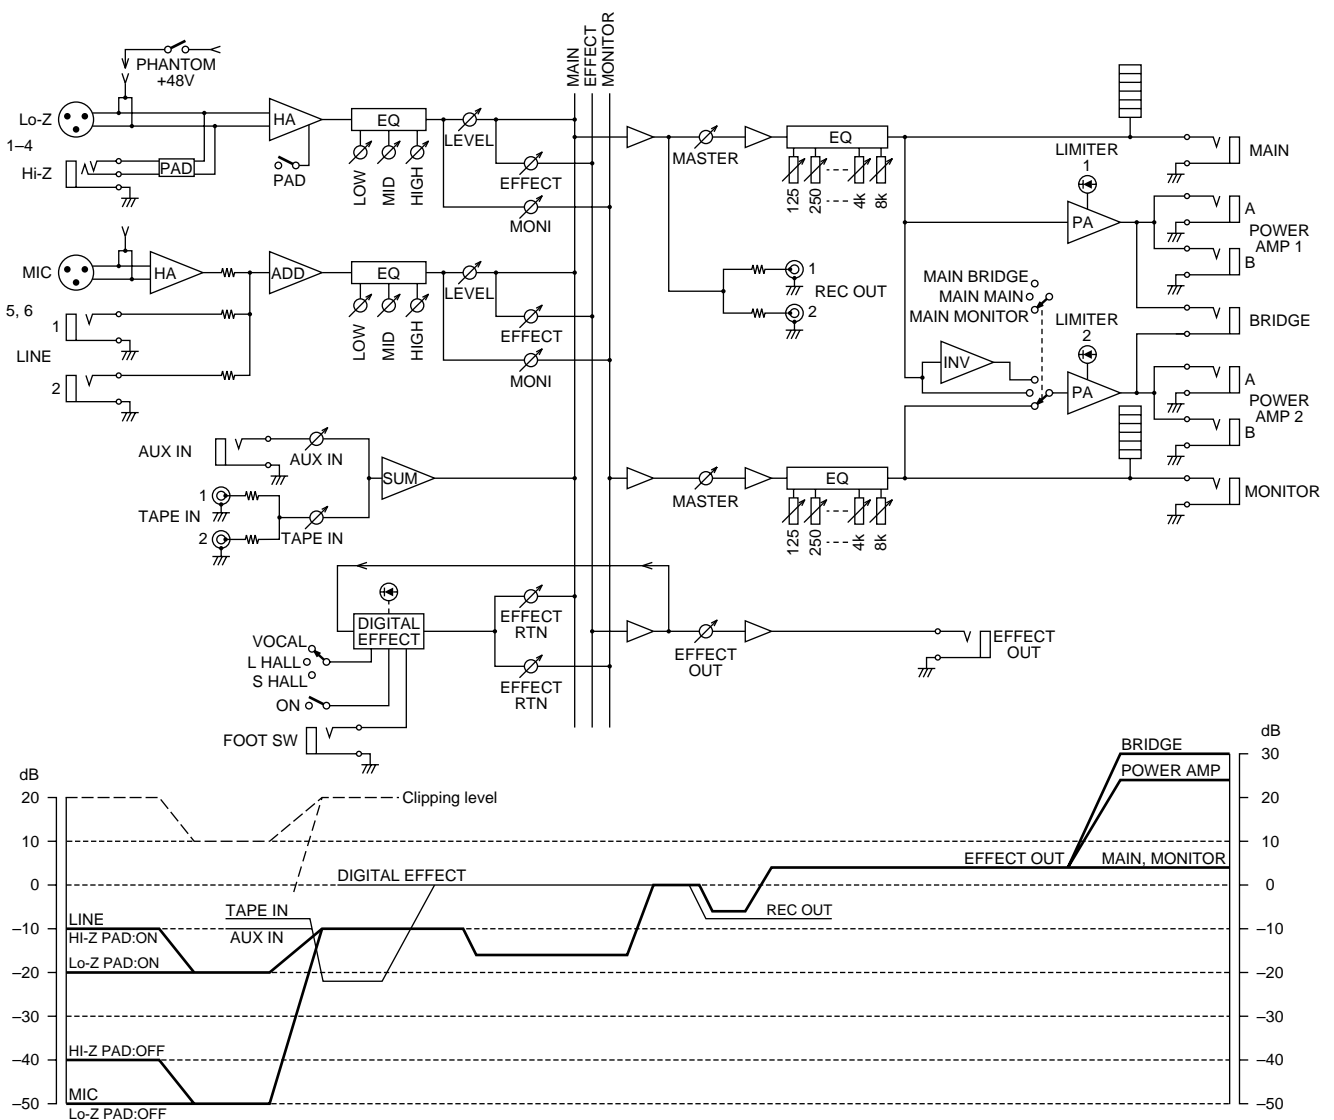 PHANTOM
+48V
Lo-Z
1–4
Hi-Z
PAD
HA
PAD
EQ
LOW
MID
HIGH
LEVEL
EFFECT
MONI
MAIN
EFFECT
MONITOR
MASTER
EQ
125
250
4k
8k
LIMITER
1
PA
MAIN
A
POWER
AMP 1
B
MIC
5, 6
HA
ADD
EQ
LOW
MID
HIGH
LEVEL
EFFECT
MONI
1
LINE
2
1
REC OUT
2
MAIN BRIDGE
MAIN MAIN
MAIN MONITOR
LIMITER
2
INV
PA
BRIDGE
A
POWER
AMP 2
B
AUX IN
AUX IN
SUM
1
TAPE IN
2
TAPE IN
MASTER
EQ
125
250
4k
8k
MONITOR
DIGITAL
EFFECT
VOCAL
L HALL
S HALL
ON
FOOT SW
EFFECT
RTN
EFFECT
RTN
EFFECT
OUT
EFFECT
OUT
dB
20
10
0
–10
–20
–30
–40
–50
Clipping level
DIGITAL EFFECT
TAPE IN
AUX IN
LINE
HI-Z PAD:ON
Lo-Z PAD:ON
HI-Z PAD:OFF
MIC
Lo-Z PAD:OFF
REC OUT
EFFECT OUT
MAIN, MONITOR
BRIDGE
POWER AMP
dB
30
20
10
0
–10
–20
–30
–40
–50